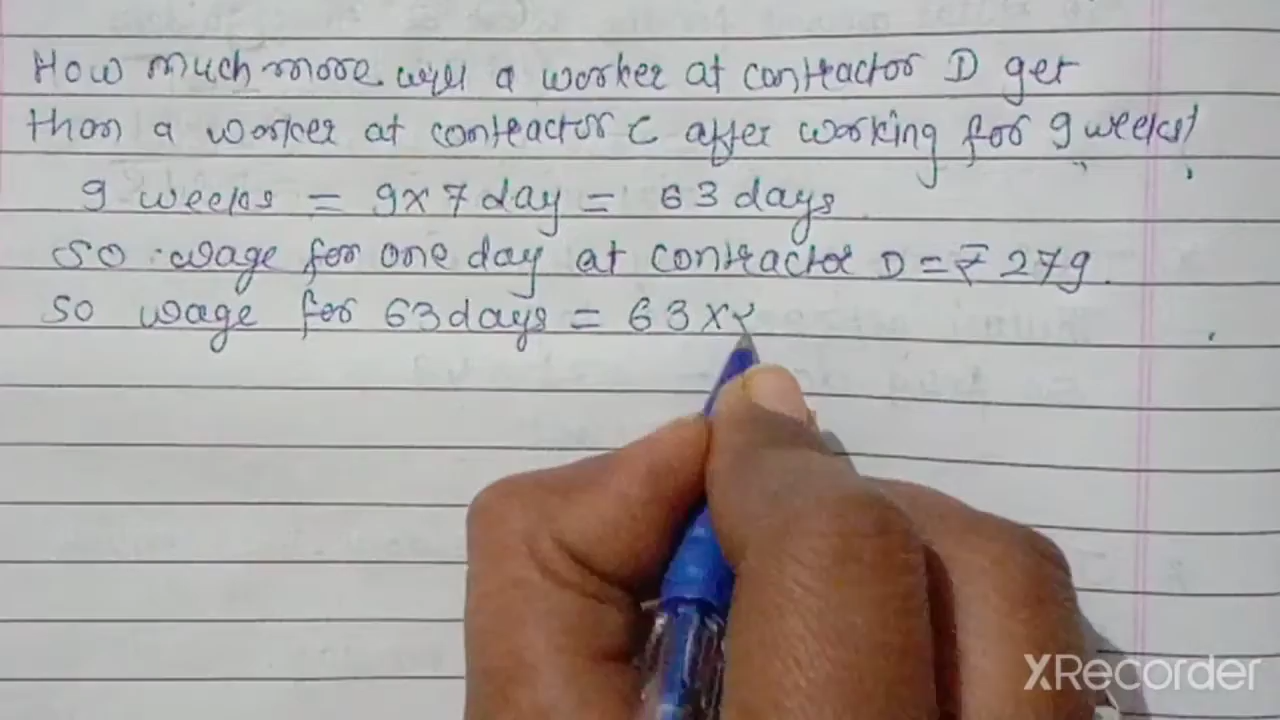 How much more will a worker at contractor D get
than a worker at contractor C after working for 9 weeks?
9 weeks = 9x7 day = 63 days
so wage for one day at contractor D = ₹ 279.
so wage for 63 days = 63 x
XRecorder